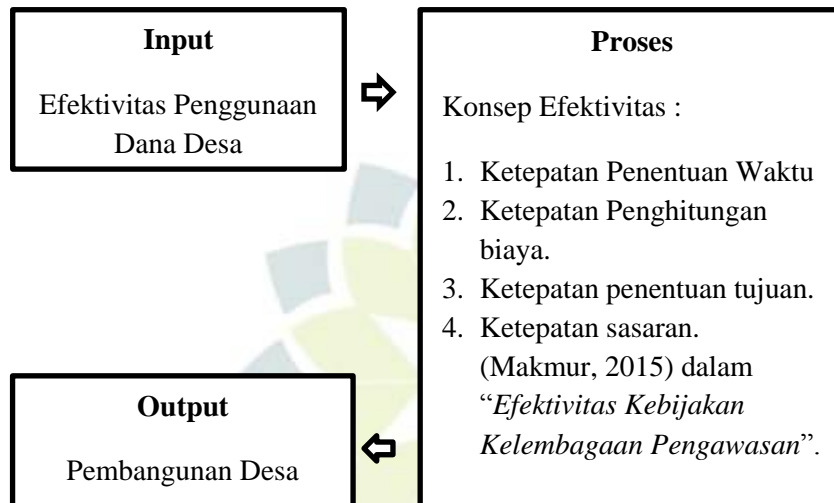 Input
Efektivitas Penggunaan
Dana Desa
Proses
Konsep Efektivitas :
1. Ketepatan Penentuan Waktu
2. Ketepatan Penghitungan
biaya.
3. Ketepatan penentuan tujuan.
4. Ketepatan sasaran.
(Makmur, 2015) dalam
“Efektivitas Kebijakan
Kelembagaan Pengawasan”.
Output
Pembangunan Desa